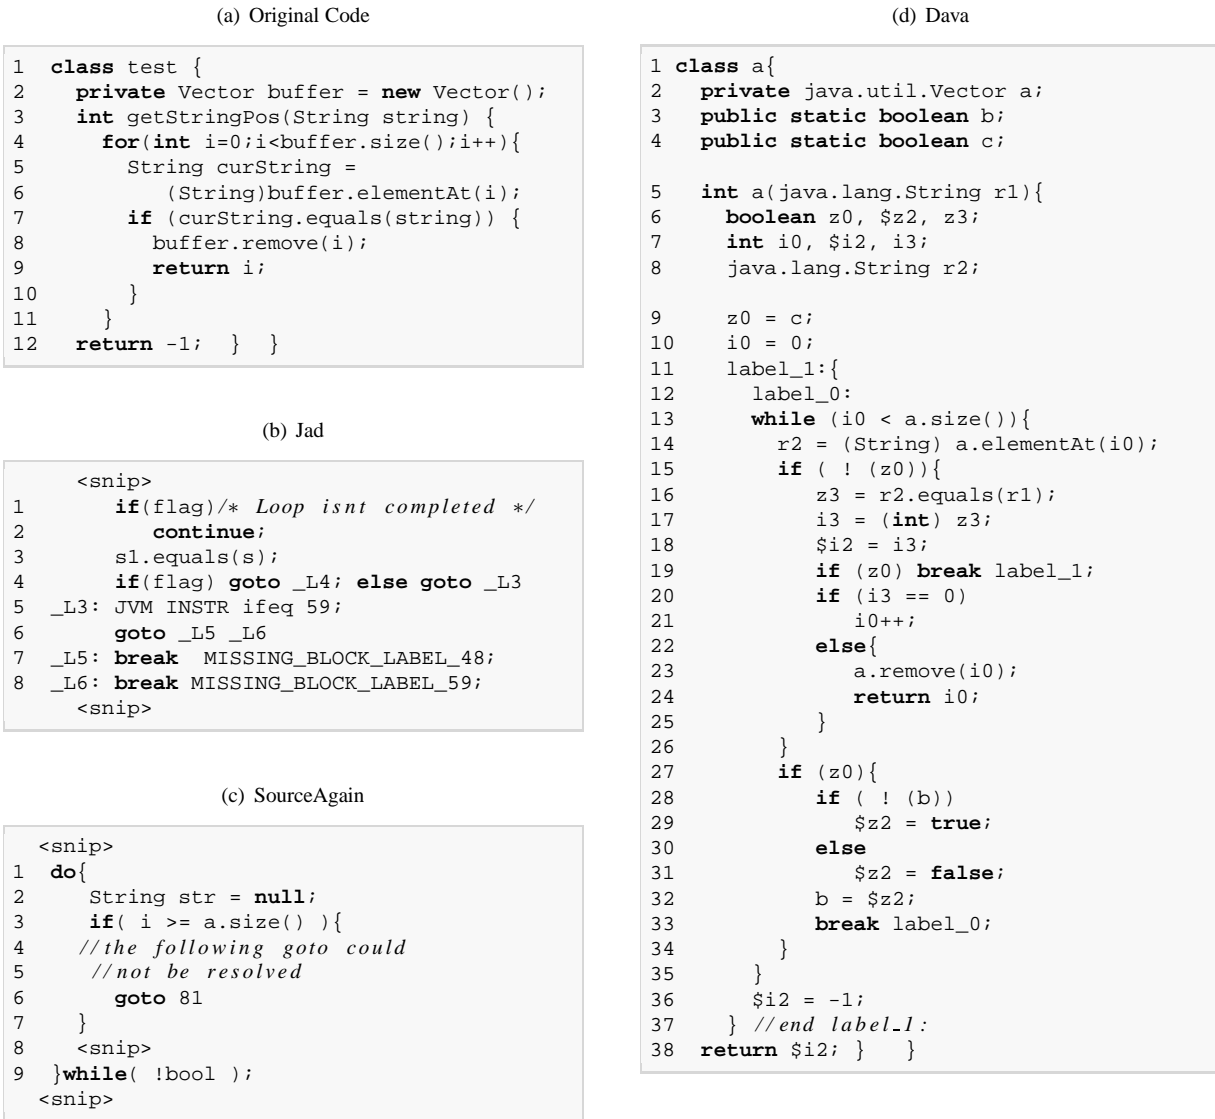 (a) Original Code
1 class test {
2 private Vector buffer = new Vector();
3 int getStringPos(String string) {
4 for(int i=0;i<buffer.size();i++){
5 String curString =
6 (String)buffer.elementAt(i);
7 if (curString.equals(string)) {
8 buffer.remove(i);
9 return i;
10 }
11 }
12 return -1; } }
(b) Jad
<snip>
1 if(flag)/* Loop isnt completed */
2 continue;
3 s1.equals(s);
4 if(flag) goto _L4; else goto _L3
5 _L3: JVM INSTR ifeq 59;
6 goto _L5 _L6
7 _L5: break MISSING_BLOCK_LABEL_48;
8 _L6: break MISSING_BLOCK_LABEL_59;
<snip>
(c) SourceAgain
<snip>
1 do{
2 String str = null;
3 if( i >= a.size() ){
4 //the following goto could
5 //not be resolved
6 goto 81
7 }
8 <snip>
9 }while( !bool );
<snip>
(d) Dava
1 class a{
2 private java.util.Vector a;
3 public static boolean b;
4 public static boolean c;
5 int a(java.lang.String r1){
6 boolean z0, $z2, z3;
7 int i0, $i2, i3;
8 java.lang.String r2;
9 z0 = c;
10 i0 = 0;
11 label_1:{
12 label_0:
13 while (i0 < a.size()){
14 r2 = (String) a.elementAt(i0);
15 if ( ! (z0)){
16 z3 = r2.equals(r1);
17 i3 = (int) z3;
18 $i2 = i3;
19 if (z0) break label_1;
20 if (i3 == 0)
21 i0++;
22 else{
23 a.remove(i0);
24 return i0;
25 }
26 }
27 if (z0){
28 if ( ! (b))
29 $z2 = true;
30 else
31 $z2 = false;
32 b = $z2;
33 break label_0;
34 }
35 }
36 $i2 = -1;
37 } //end label_1:
38 return $i2; } }